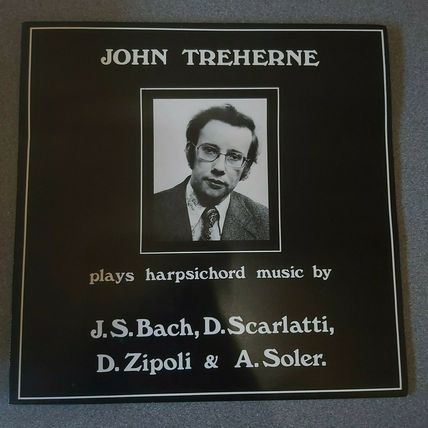 JOHN TREHERNE
plays harpsichord music by
J.S.Bach, D.Scarlatti,
D.Zipoli & A.Soler.